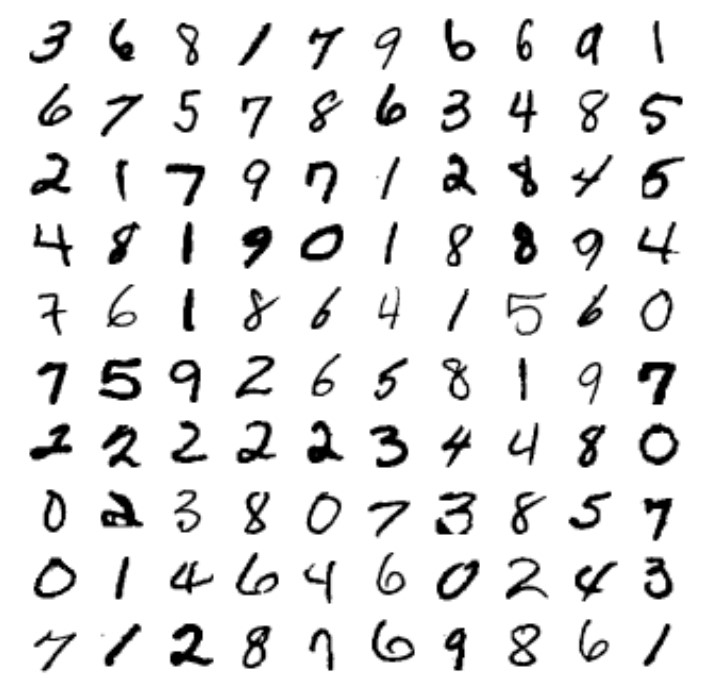 3 6 8 1 7 9 6 6 9 1
6 7 5 7 8 6 3 4 8 5
2 1 7 9 7 1 2 8 4 5
4 8 1 9 0 1 8 8 9 4
7 6 1 8 6 4 1 5 6 0
7 5 9 2 6 5 8 1 9 7
2 2 2 2 2 3 4 4 8 0
0 2 3 8 0 7 3 8 5 7
0 1 4 6 4 6 0 2 4 3
7 1 2 8 7 6 9 8 6 1